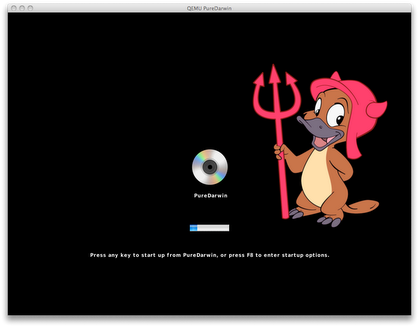 QEMU PureDarwin
PureDarwin
Press any key to start up from PureDarwin, or press F8 to enter startup options.